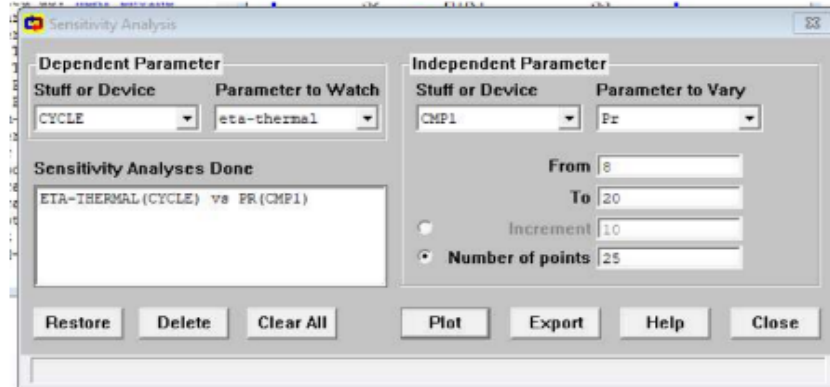 Sensitivity Analysis
Dependent Parameter
Stuff or Device Parameter to Watch
CYCLE eta-thermal
Sensitivity Analyses Done
ETA-THERMAL(CYCLE) vs PR(CMP1)
Independent Parameter
Stuff or Device Parameter to Vary
CMP1 Pr
From 8
To 20
Increment 10
Number of points 25
Restore Delete Clear All Plot Export Help Close